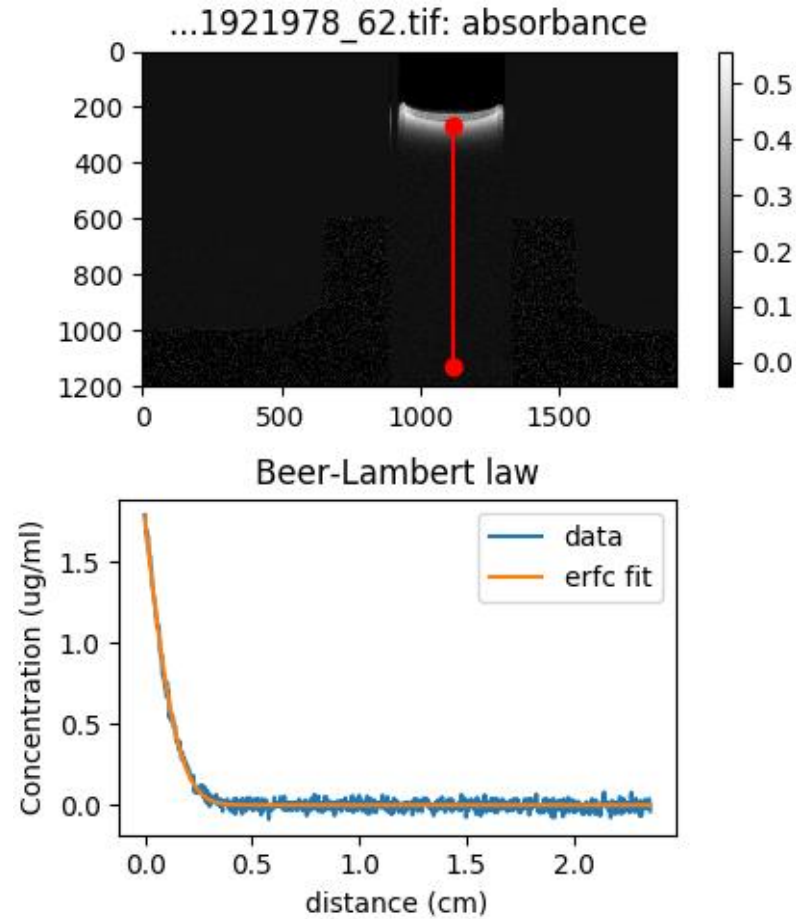 ...1921978_62.tif: absorbance
0
200
400
600
800
1000
1200
0 500 1000 1500
0.5
0.4
0.3
0.2
0.1
0.0
Beer-Lambert law
Concentration (ug/ml)
1.5
1.0
0.5
0.0
data
erfc fit
0.0 0.5 1.0 1.5 2.0
distance (cm)